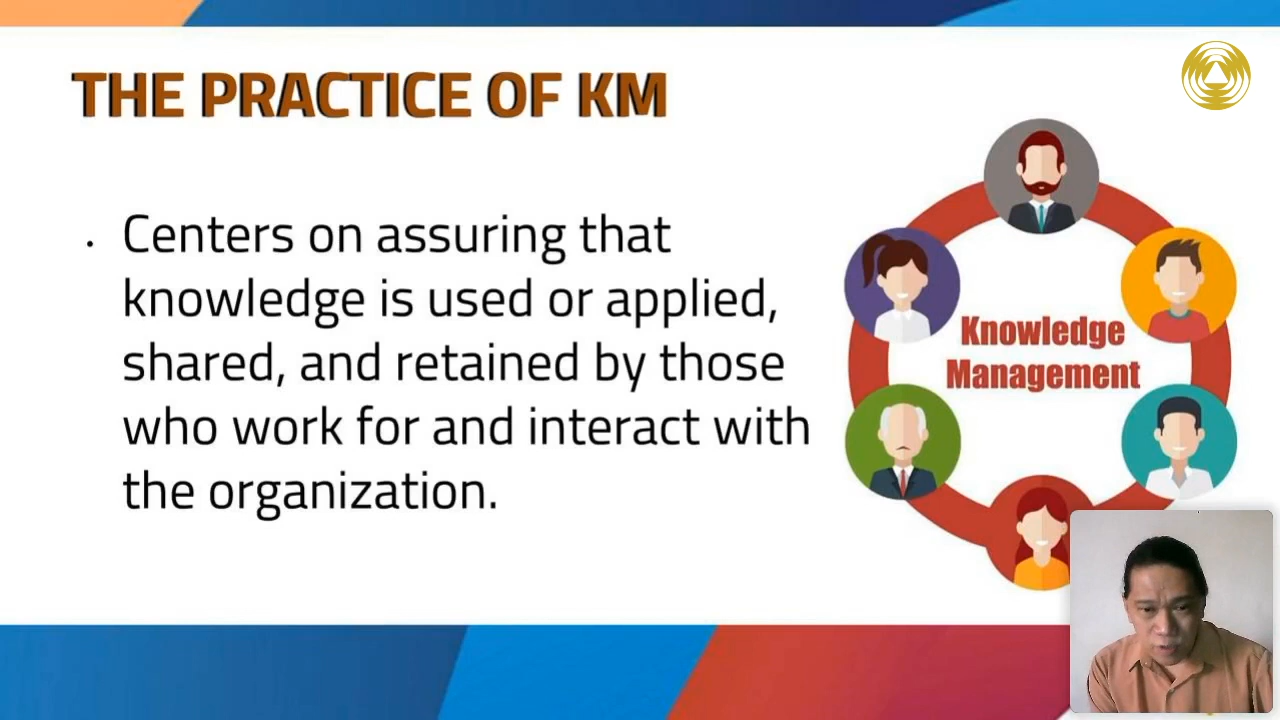 THE PRACTICE OF KM
• Centers on assuring that
knowledge is used or applied,
shared, and retained by those
who work for and interact with
the organization.
Knowledge
Management